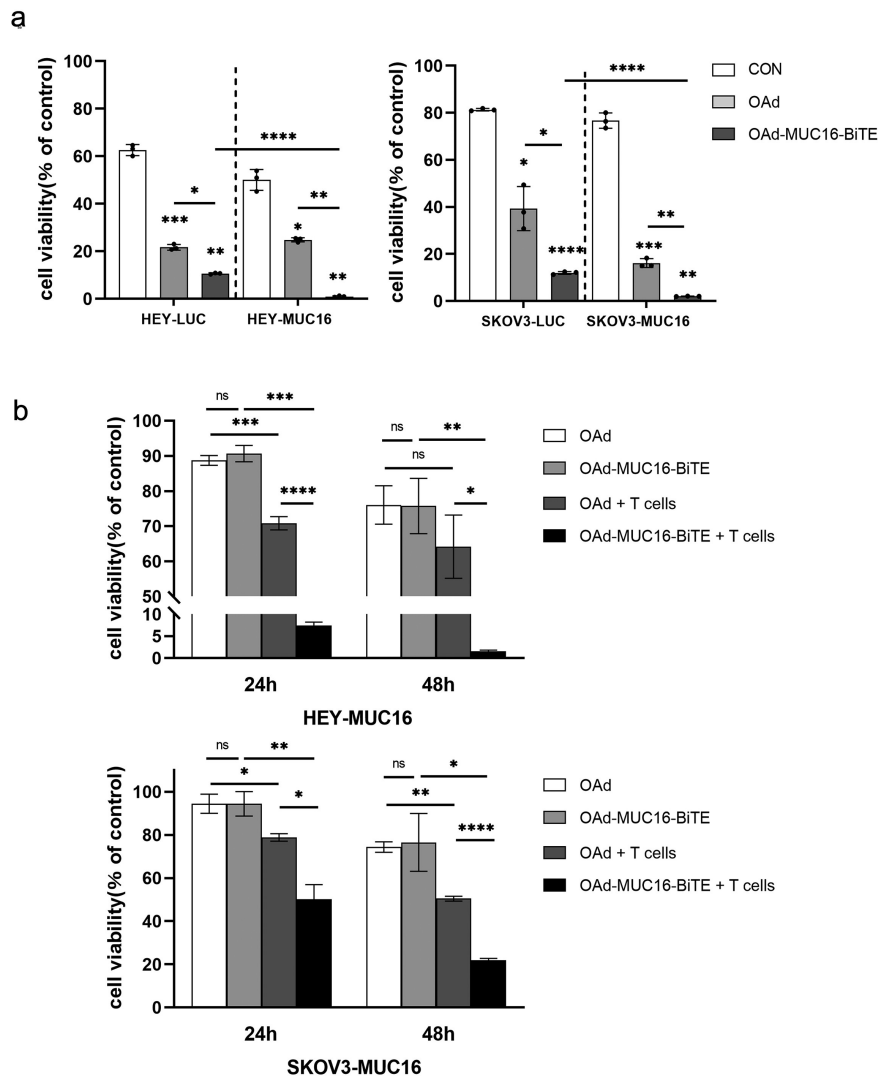 a
cell viability(% of control)
100
80
60
40
20
0
****
*
**
***
**
*
**
HEY-LUC
HEY-MUC16
cell viability(% of control)
100
80
60
40
20
0
****
*
*
**
****
***
**
SKOV3-LUC
SKOV3-MUC16
CON
OAd
OAd-MUC16-BiTE
b
cell viability(% of control)
100
90
80
70
60
50
10
5
0
ns
***
***
****
ns
**
ns
*
24h
48h
HEY-MUC16
OAd
OAd-MUC16-BiTE
OAd + T cells
OAd-MUC16-BiTE + T cells
cell viability(% of control)
100
80
60
40
20
0
ns
**
*
*
ns
*
**
****
24h
48h
SKOV3-MUC16
OAd
OAd-MUC16-BiTE
OAd + T cells
OAd-MUC16-BiTE + T cells